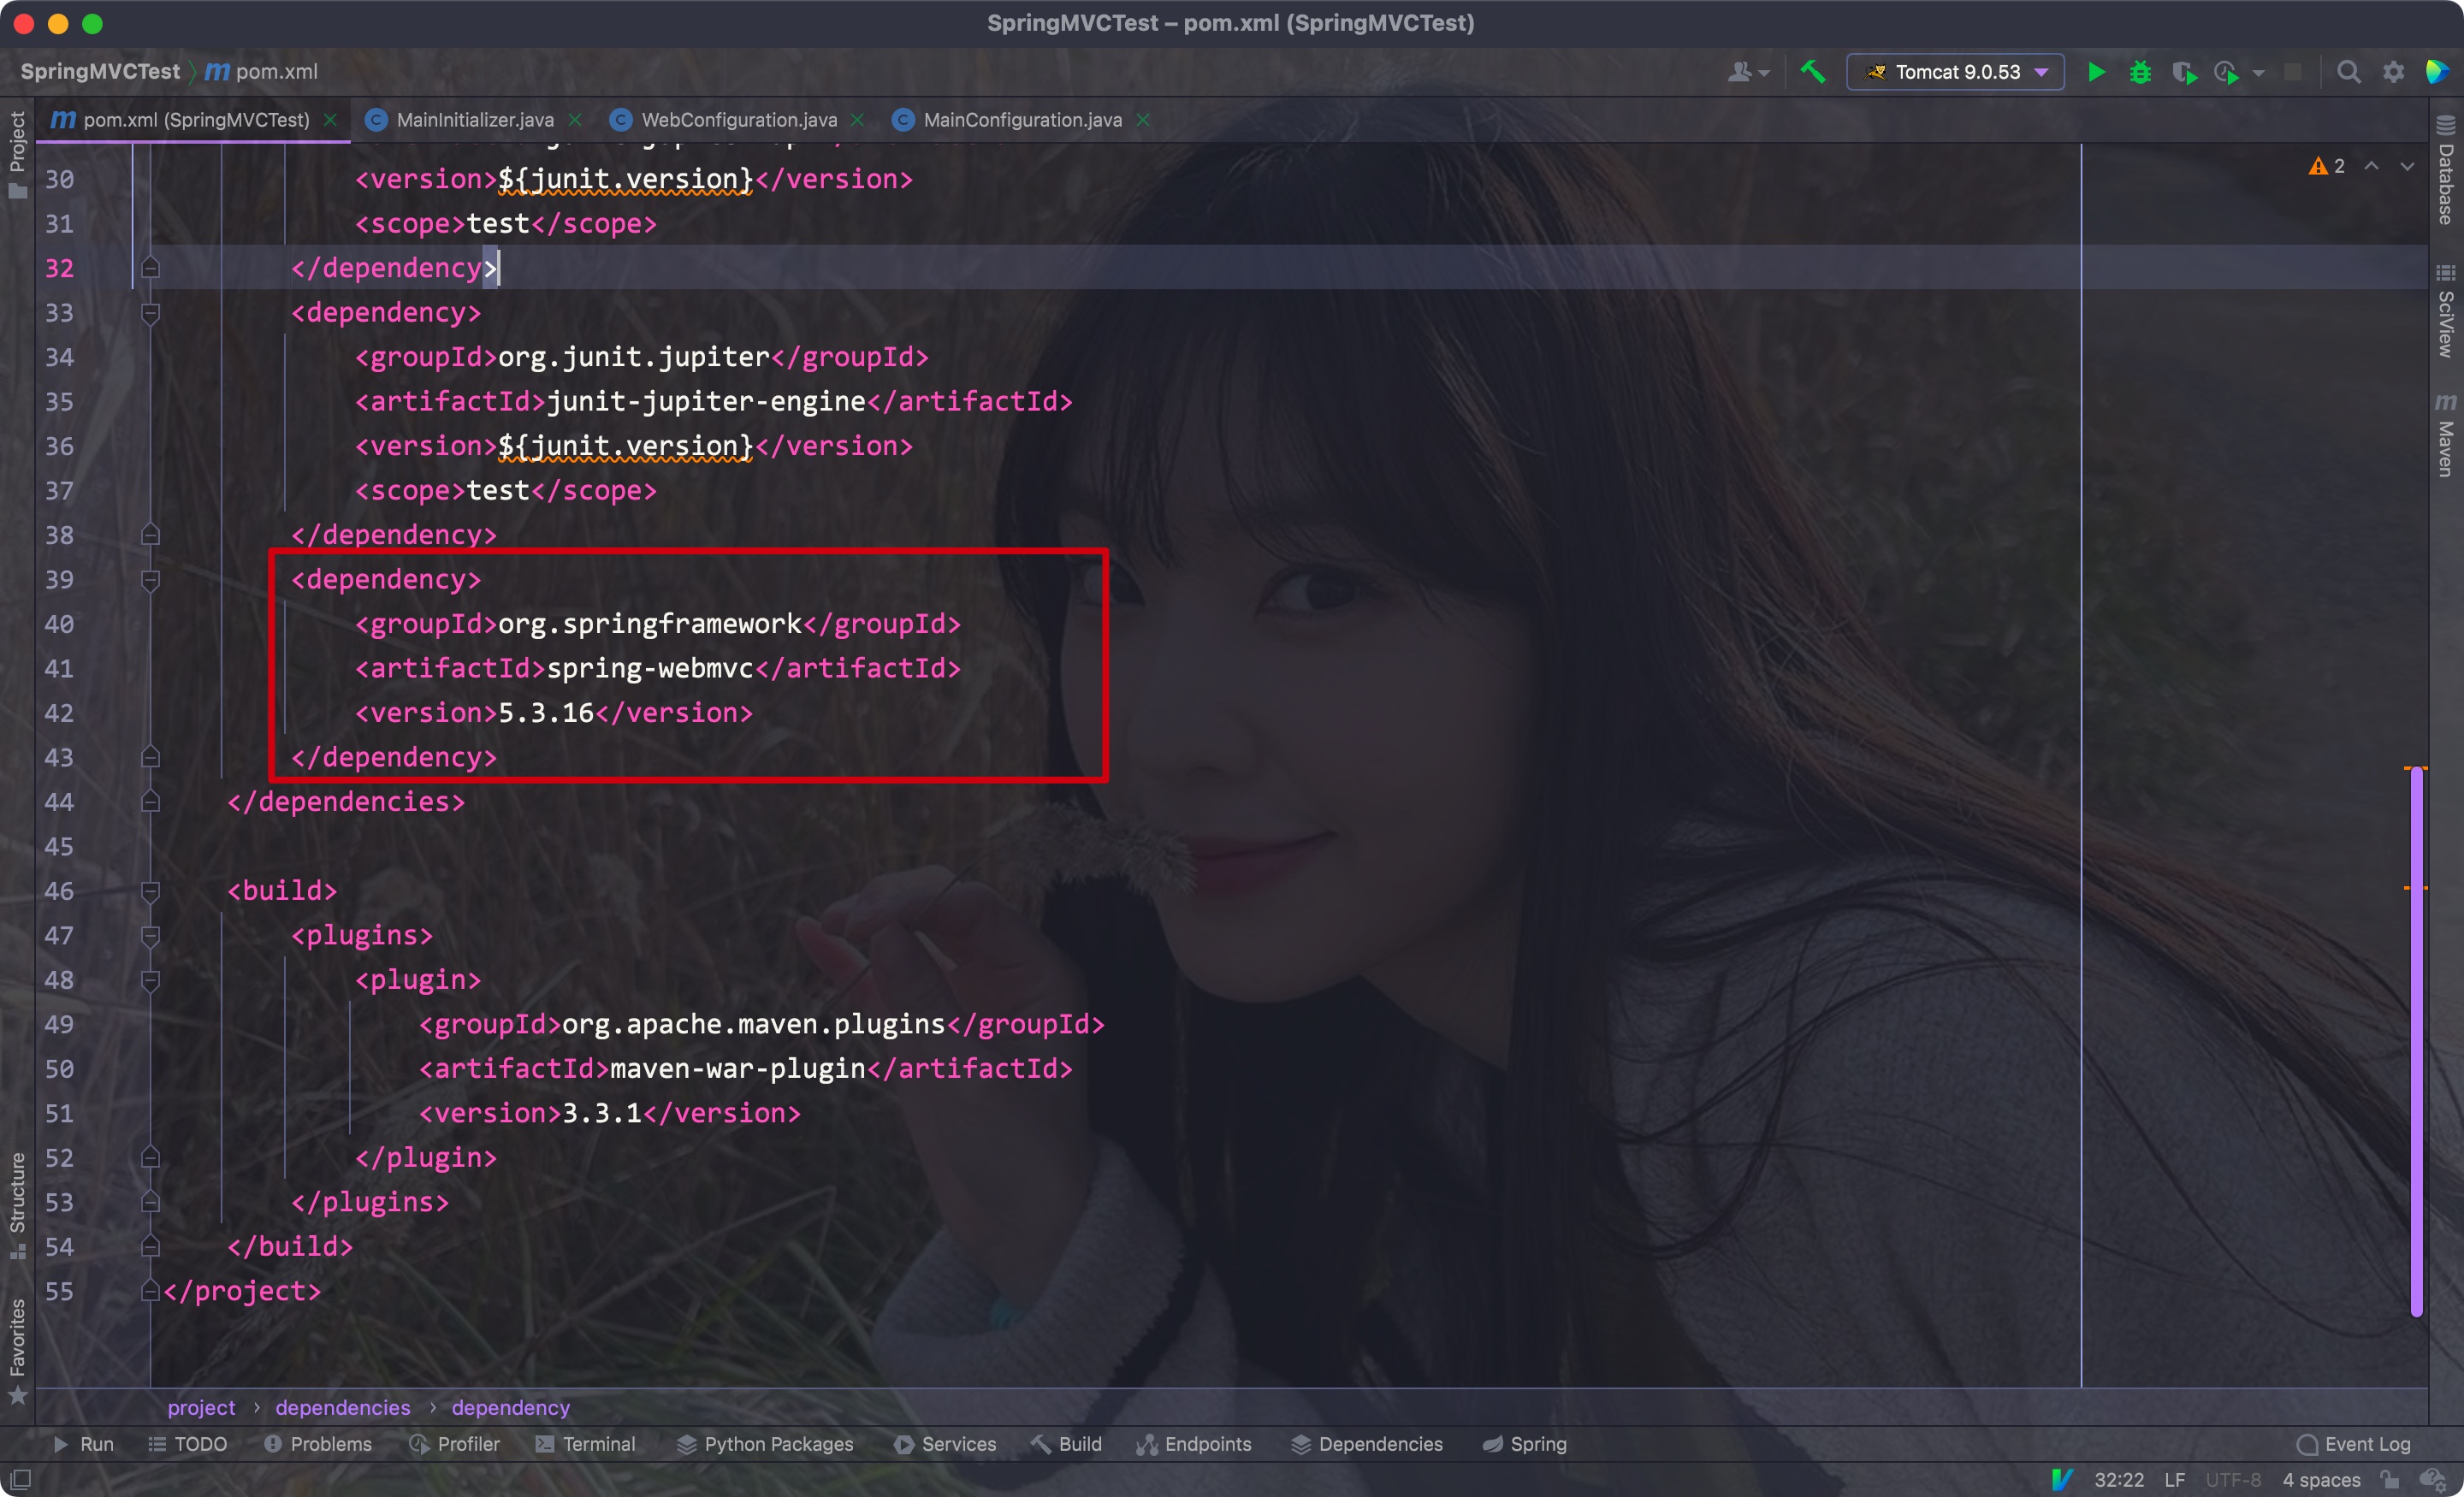 SpringMVCTest – pom.xml (SpringMVCTest)
SpringMVCTest 〉 m pom.xml
Tomcat 9.0.53
m pom.xml (SpringMVCTest) C MainInitializer.java C WebConfiguration.java C MainConfiguration.java
Project
2
30 <version>${junit.version}</version>
31 <scope>test</scope>
32 </dependency>
33 <dependency>
34 <groupId>org.junit.jupiter</groupId>
35 <artifactId>junit-jupiter-engine</artifactId>
36 <version>${junit.version}</version>
37 <scope>test</scope>
38 </dependency>
39 <dependency>
40 <groupId>org.springframework</groupId>
41 <artifactId>spring-webmvc</artifactId>
42 <version>5.3.16</version>
43 </dependency>
44 </dependencies>
45
46 <build>
47 <plugins>
48 <plugin>
49 <groupId>org.apache.maven.plugins</groupId>
50 <artifactId>maven-war-plugin</artifactId>
51 <version>3.3.1</version>
52 </plugin>
53 </plugins>
54 </build>
55 </project>
Structure
Favorites
Database
SciView
m Maven
project › dependencies › dependency
Run TODO Problems Profiler Terminal Python Packages Services Build Endpoints Dependencies Spring Event Log
32:22 LF UTF-8 4 spaces